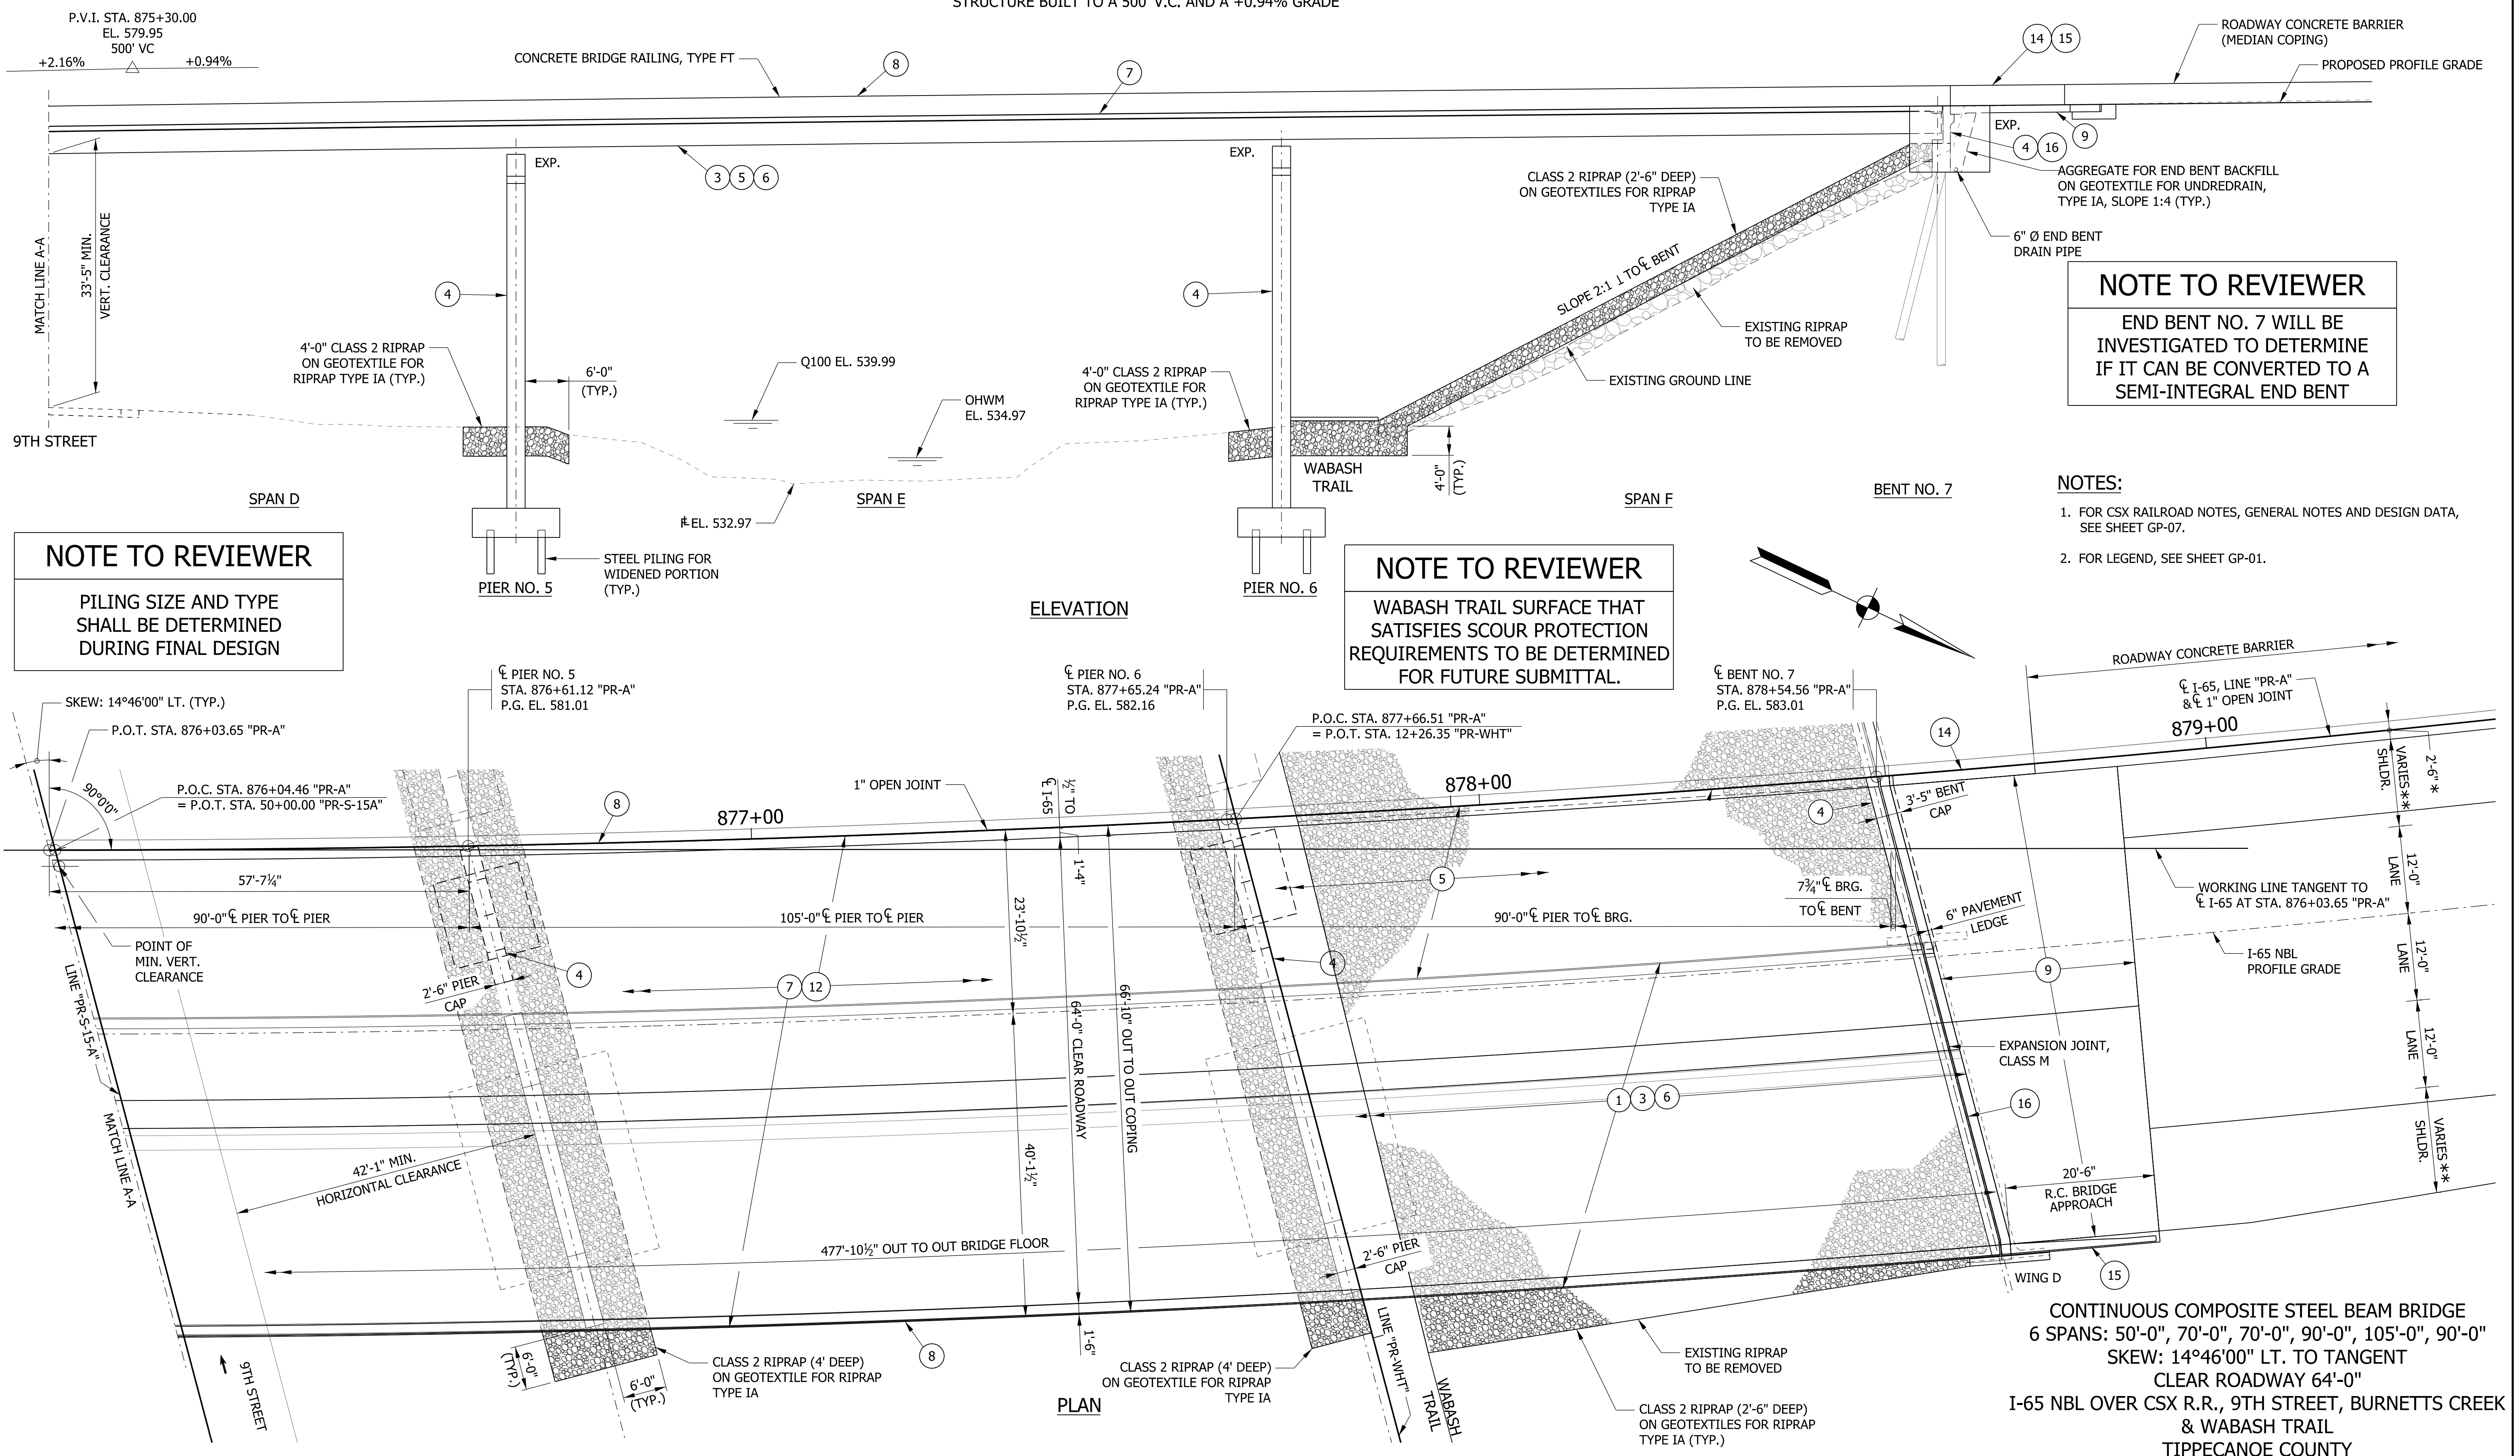 STRUCTURE BUILT TO A 500' V.C. AND A +0.94% GRADE
P.V.I. STA. 875+30.00
EL. 579.95
500' VC
+2.16%
+0.94%
CONCRETE BRIDGE RAILING, TYPE FT
8
7
14
15
ROADWAY CONCRETE BARRIER
(MEDIAN COPING)
PROPOSED PROFILE GRADE
MATCH LINE A-A
33'-5" MIN.
VERT. CLEARANCE
EXP.
3
5
6
EXP.
EXP.
9
4
16
CLASS 2 RIPRAP (2'-6" DEEP)
ON GEOTEXTILES FOR RIPRAP
TYPE IA
AGGREGATE FOR END BENT BACKFILL
ON GEOTEXTILE FOR UNDREDRAIN,
TYPE IA, SLOPE 1:4 (TYP.)
6" Ø END BENT
DRAIN PIPE
4
4
SLOPE 2:1 ⊥ TO ℄ BENT
EXISTING RIPRAP
TO BE REMOVED
EXISTING GROUND LINE
4'-0" CLASS 2 RIPRAP
ON GEOTEXTILE FOR
RIPRAP TYPE IA (TYP.)
6'-0"
(TYP.)
Q100 EL. 539.99
OHWM
EL. 534.97
4'-0" CLASS 2 RIPRAP
ON GEOTEXTILE FOR
RIPRAP TYPE IA (TYP.)
NOTE TO REVIEWER
END BENT NO. 7 WILL BE
INVESTIGATED TO DETERMINE
IF IT CAN BE CONVERTED TO A
SEMI-INTEGRAL END BENT
9TH STREET
WABASH
TRAIL
4'-0"
(TYP.)
SPAN D
SPAN E
SPAN F
BENT NO. 7
EL. 532.97
STEEL PILING FOR
WIDENED PORTION
(TYP.)
PIER NO. 5
PIER NO. 6
ELEVATION
NOTES:
1. FOR CSX RAILROAD NOTES, GENERAL NOTES AND DESIGN DATA,
SEE SHEET GP-07.
2. FOR LEGEND, SEE SHEET GP-01.
NOTE TO REVIEWER
PILING SIZE AND TYPE
SHALL BE DETERMINED
DURING FINAL DESIGN
NOTE TO REVIEWER
WABASH TRAIL SURFACE THAT
SATISFIES SCOUR PROTECTION
REQUIREMENTS TO BE DETERMINED
FOR FUTURE SUBMITTAL.
SKEW: 14°46'00" LT. (TYP.)
P.O.T. STA. 876+03.65 "PR-A"
90°0'0"
P.O.C. STA. 876+04.46 "PR-A"
= P.O.T. STA. 50+00.00 "PR-S-15A"
℄ PIER NO. 5
STA. 876+61.12 "PR-A"
P.G. EL. 581.01
℄ PIER NO. 6
STA. 877+65.24 "PR-A"
P.G. EL. 582.16
P.O.C. STA. 877+66.51 "PR-A"
= P.O.T. STA. 12+26.35 "PR-WHT"
℄ BENT NO. 7
STA. 878+54.56 "PR-A"
P.G. EL. 583.01
ROADWAY CONCRETE BARRIER
℄ I-65, LINE "PR-A"
& ℄ 1" OPEN JOINT
879+00
14
2'-6" *
VARIES**
SHLDR.
8
877+00
1" OPEN JOINT
½" TO
℄ I-65
878+00
4
3'-5" BENT
CAP
57'-7¼"
1'-4"
5
7¾" ℄ BRG.
TO ℄ BENT
12'-0"
LANE
WORKING LINE TANGENT TO
℄ I-65 AT STA. 876+03.65 "PR-A"
90'-0" ℄ PIER TO ℄ PIER
105'-0" ℄ PIER TO ℄ PIER
23'-10½"
90'-0" ℄ PIER TO ℄ BRG.
6" PAVEMENT
LEDGE
POINT OF
MIN. VERT.
CLEARANCE
4
4
9
12'-0"
LANE
I-65 NBL
PROFILE GRADE
2'-6" PIER
CAP
7
12
LINE "PR-S-15-A"
64'-0" CLEAR ROADWAY
66'-10" OUT TO OUT COPING
EXPANSION JOINT,
CLASS M
12'-0"
LANE
1
3
6
16
MATCH LINE A-A
42'-1" MIN.
HORIZONTAL CLEARANCE
40'-1½"
VARIES**
SHLDR.
20'-6"
R.C. BRIDGE
APPROACH
477'-10½" OUT TO OUT BRIDGE FLOOR
2'-6" PIER
CAP
WING D
15
1'-6"
8
9TH STREET
6'-0"
(TYP.)
6'-0"
(TYP.)
CLASS 2 RIPRAP (4' DEEP)
ON GEOTEXTILE FOR RIPRAP
TYPE IA
PLAN
CLASS 2 RIPRAP (4' DEEP)
ON GEOTEXTILE FOR RIPRAP
TYPE IA
LINE "PR-WHT"
WABASH
TRAIL
EXISTING RIPRAP
TO BE REMOVED
CLASS 2 RIPRAP (2'-6" DEEP)
ON GEOTEXTILES FOR RIPRAP
TYPE IA (TYP.)
CONTINUOUS COMPOSITE STEEL BEAM BRIDGE
6 SPANS: 50'-0", 70'-0", 70'-0", 90'-0", 105'-0", 90'-0"
SKEW: 14°46'00" LT. TO TANGENT
CLEAR ROADWAY 64'-0"
I-65 NBL OVER CSX R.R., 9TH STREET, BURNETTS CREEK
& WABASH TRAIL
TIPPECANOE COUNTY